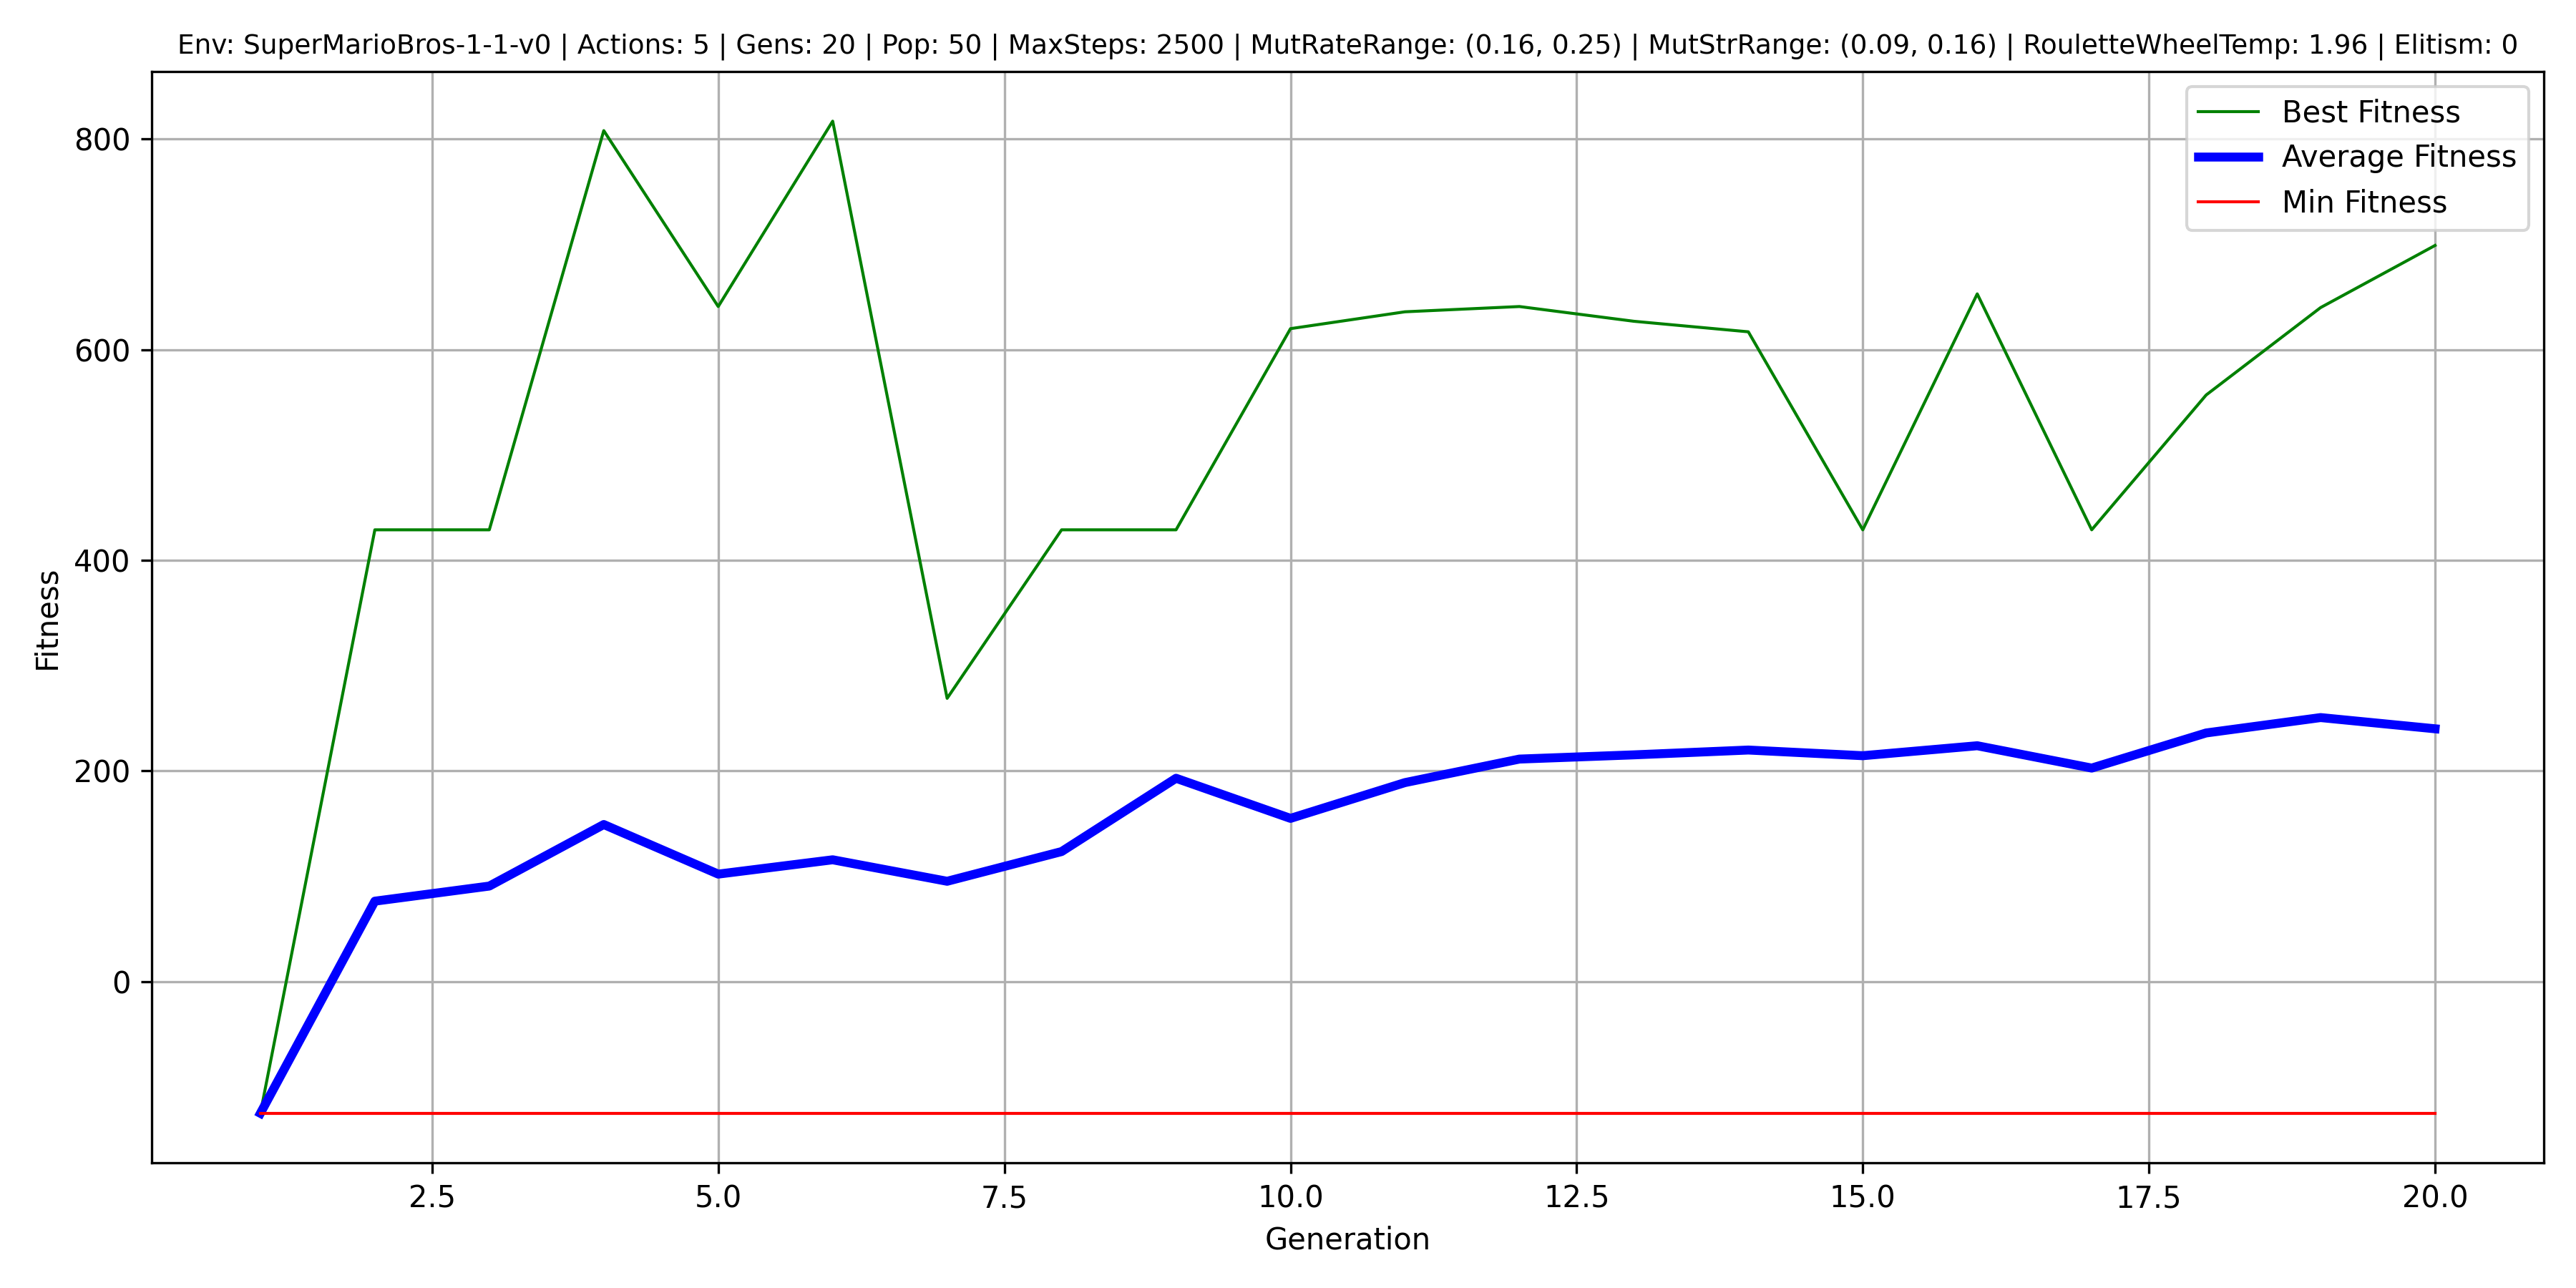 Env: SuperMarioBros-1-1-v0 | Actions: 5 | Gens: 20 | Pop: 50 | MaxSteps: 2500 | MutRateRange: (0.16, 0.25) | MutStrRange: (0.09, 0.16) | RouletteWheelTemp: 1.96 | Elitism: 0
Best Fitness
Average Fitness
Min Fitness
800
600
400
200
0
Fitness
2.5 5.0 7.5 10.0 12.5 15.0 17.5 20.0
Generation